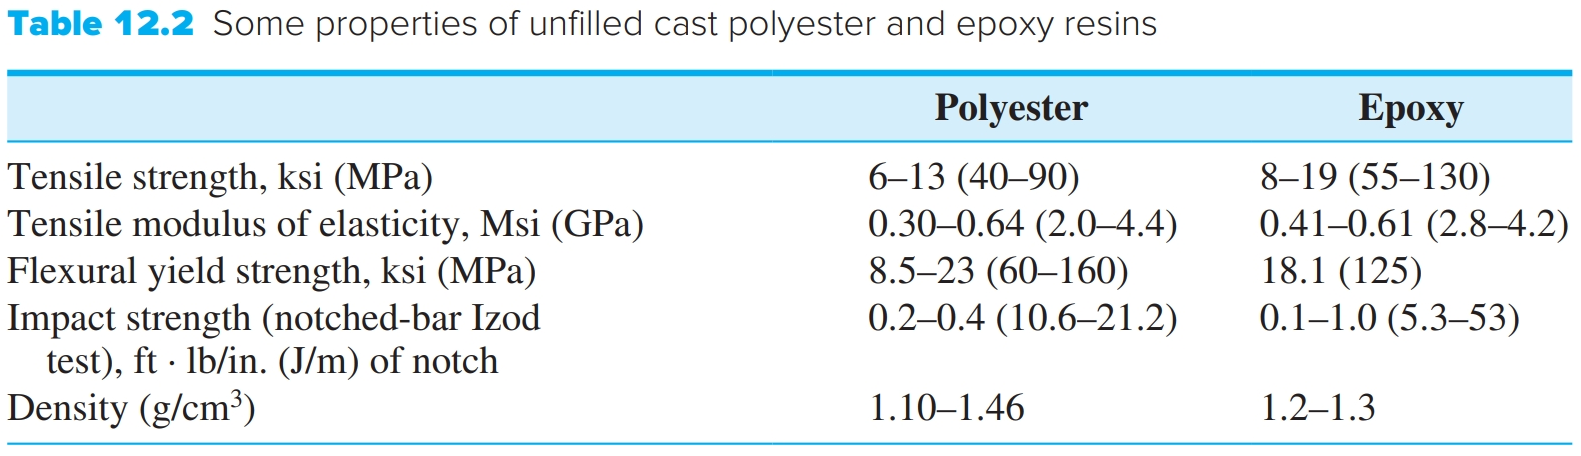 Table 12.2 Some properties of unfilled cast polyester and epoxy resins
Polyester Epoxy
Tensile strength, ksi (MPa) 6–13 (40–90) 8–19 (55–130)
Tensile modulus of elasticity, Msi (GPa) 0.30–0.64 (2.0–4.4) 0.41–0.61 (2.8–4.2)
Flexural yield strength, ksi (MPa) 8.5–23 (60–160) 18.1 (125)
Impact strength (notched-bar Izod 0.2–0.4 (10.6–21.2) 0.1–1.0 (5.3–53)
test), ft · lb/in. (J/m) of notch
Density (g/cm³) 1.10–1.46 1.2–1.3